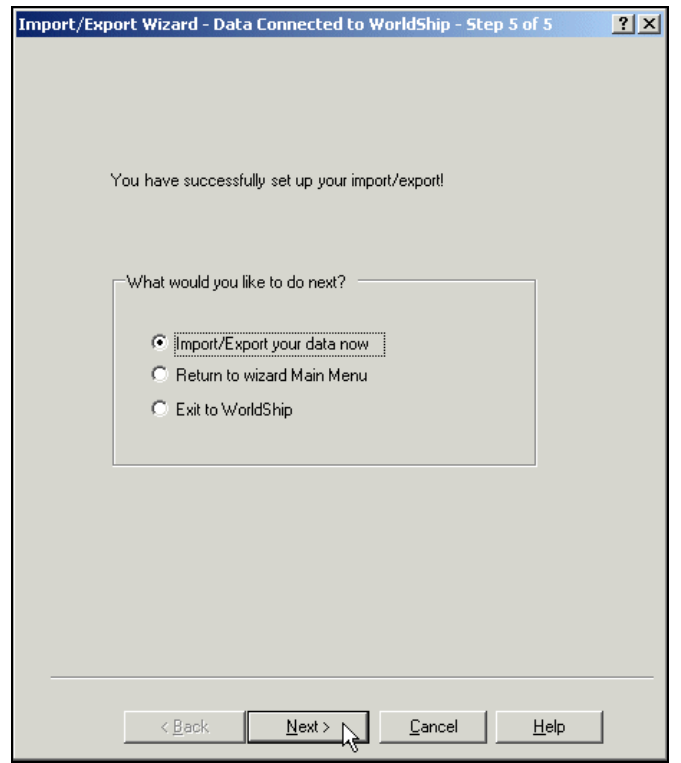 Import/Export Wizard - Data Connected to WorldShip - Step 5 of 5
You have successfully set up your import/export!
What would you like to do next?
Import/Export your data now
Return to wizard Main Menu
Exit to WorldShip
< Back Next > Cancel Help